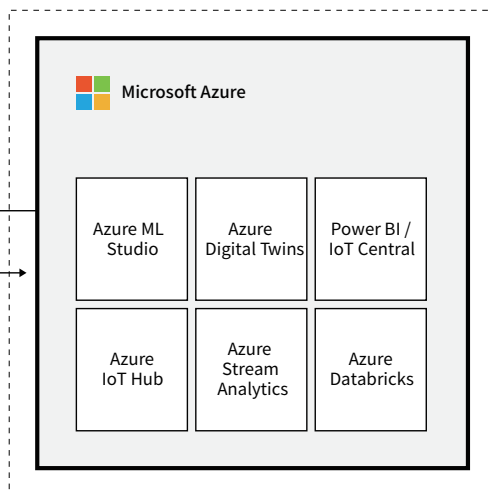 Microsoft Azure
Azure ML
Studio
Azure
Digital Twins
Power BI /
IoT Central
Azure
IoT Hub
Azure
Stream
Analytics
Azure
Databricks